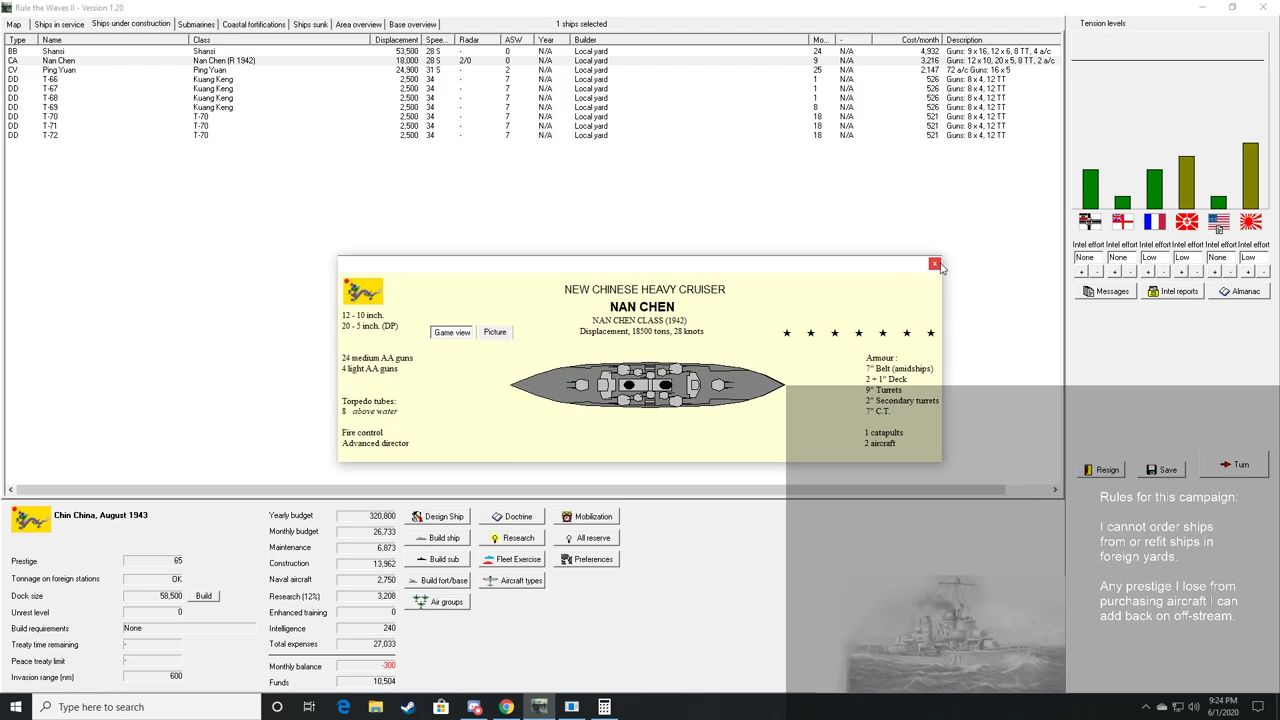 Rule the Waves II - Version 1.20
Map Ships in service Ships under construction Submarines Coastal fortifications Ships sunk Area overview Base overview 1 ships selected
Type Name Class Displacement Spee... Radar ASW Year Builder Mo... - Cost/month Description
BB Shansi Shansi 53,500 28 S - 0 N/A Local yard 24 N/A 4,932 Guns: 9 x 16, 12 x 6, 8 TT, 4 a/c
CA Nan Chen Nan Chen (R 1942) 18,000 28 S 2/0 0 N/A Local yard 9 N/A 3,216 Guns: 12 x 10, 20 x 5, 8 TT, 2 a/c
CV Ping Yuan Ping Yuan 24,900 31 S - 2 N/A Local yard 25 N/A 2,147 72 a/c Guns: 16 x 5
DD T-66 Kuang Keng 2,500 34 - 7 N/A Local yard 1 N/A 526 Guns: 8 x 4, 12 TT
DD T-67 Kuang Keng 2,500 34 - 7 N/A Local yard 1 N/A 526 Guns: 8 x 4, 12 TT
DD T-68 Kuang Keng 2,500 34 - 7 N/A Local yard 1 N/A 526 Guns: 8 x 4, 12 TT
DD T-69 Kuang Keng 2,500 34 - 7 N/A Local yard 8 N/A 526 Guns: 8 x 4, 12 TT
DD T-70 T-70 2,500 34 - 7 N/A Local yard 18 N/A 521 Guns: 8 x 4, 12 TT
DD T-71 T-70 2,500 34 - 7 N/A Local yard 18 N/A 521 Guns: 8 x 4, 12 TT
DD T-72 T-70 2,500 34 - 7 N/A Local yard 18 N/A 521 Guns: 8 x 4, 12 TT
Tension levels
Intel effort Intel effort Intel effort Intel effort Intel effort Intel effort
None None Low Low None Low
+ - + - + - + - + - + -
Messages Intel reports Almanac
NEW CHINESE HEAVY CRUISER
NAN CHEN
NAN CHEN CLASS (1942)
Displacement, 18500 tons, 28 knots
12 - 10 inch.
20 - 5 inch. (DP)
Game view Picture
24 medium AA guns
4 light AA guns
Torpedo tubes:
8 above water
Fire control
Advanced director
Armour :
7" Belt (amidships)
2 + 1" Deck
9" Turrets
2" Secondary turrets
7" C.T.
1 catapults
2 aircraft
Resign Save Turn
Rules for this campaign:
I cannot order ships
from or refit ships in
foreign yards.
Any prestige I lose from
purchasing aircraft I can
add back on off-stream.
Chin China, August 1943
Prestige 65
Tonnage on foreign stations OK
Dock size 58,500 Build
Unrest level 0
Build requirements None
Treaty time remaining -
Peace treaty limit -
Invasion range (nm) 600
Yearly budget 320,800
Monthly budget 26,733
Maintenance 6,873
Construction 13,962
Naval aircraft 2,750
Research (12%) 3,208
Enhanced training 0
Intelligence 240
Total expenses 27,033
Monthly balance -300
Funds 10,504
Design Ship Doctrine Mobilization
Build ship Research All reserve
Build sub Fleet Exercise Preferences
Build fort/base Aircraft types
Air groups
Type here to search
9:24 PM
6/1/2020